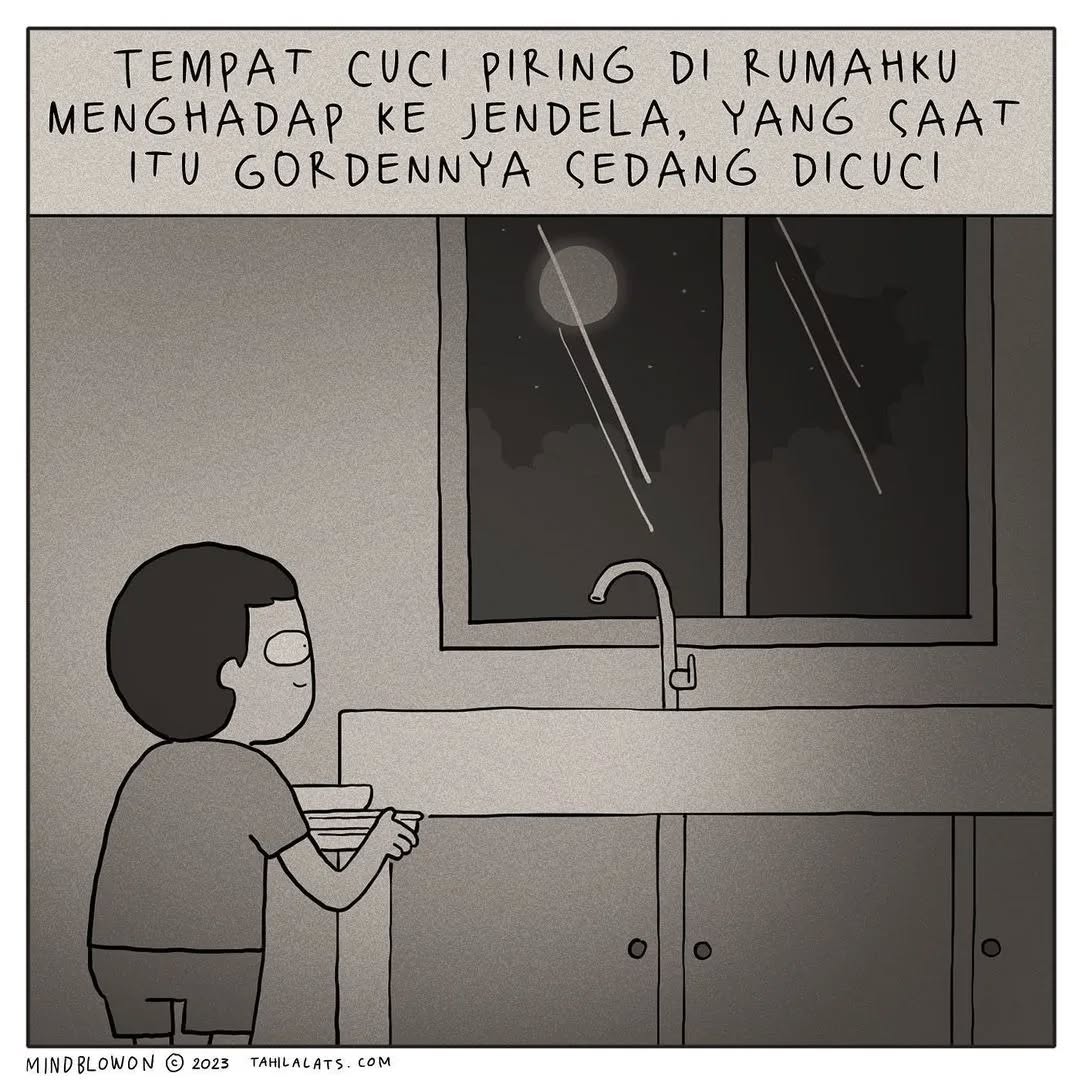 TEMPAT CUCI PIRING DI RUMAHKU
MENGHADAP KE JENDELA, YANG SAAT
ITU GORDENNYA SEDANG DICUCI
MINDBLOWON © 2023 TAHILALATS.COM